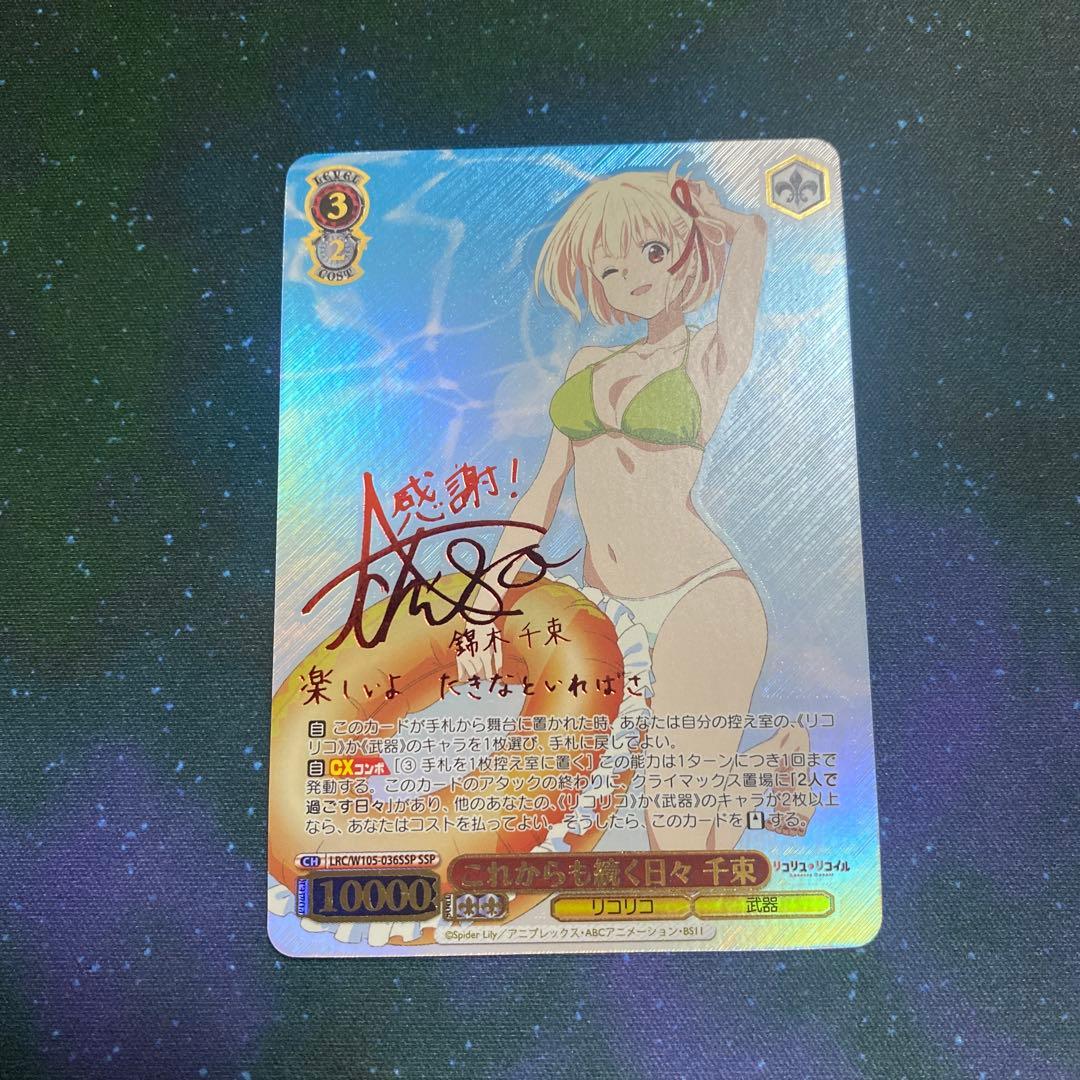 LEVEL
3
2
COST
感謝!
錦木千束
楽しいよ たきなといればさ
自 このカードが手札から舞台に置かれた時、あなたは自分の控え室の、《リコ
リコ》か《武器》のキャラを1枚選び、手札に戻してよい。
自 CXコンボ [③ 手札を1枚控え室に置く] この能力は1ターンにつき1回まで
発動する。このカードのアタックの終わりに、クライマックス置場に「2人で
過ごす日々」があり、他のあなたの、《リコリコ》か《武器》のキャラが2枚以上
なら、あなたはコストを払ってよい。そうしたら、このカードを する。
CH LRC/W105-036SSP SSP
10000
これからも続く日々 千束
リコリス・リコイル
リコリコ 武器
©Spider Lily/アニプレックス・ABCアニメーション・BS11